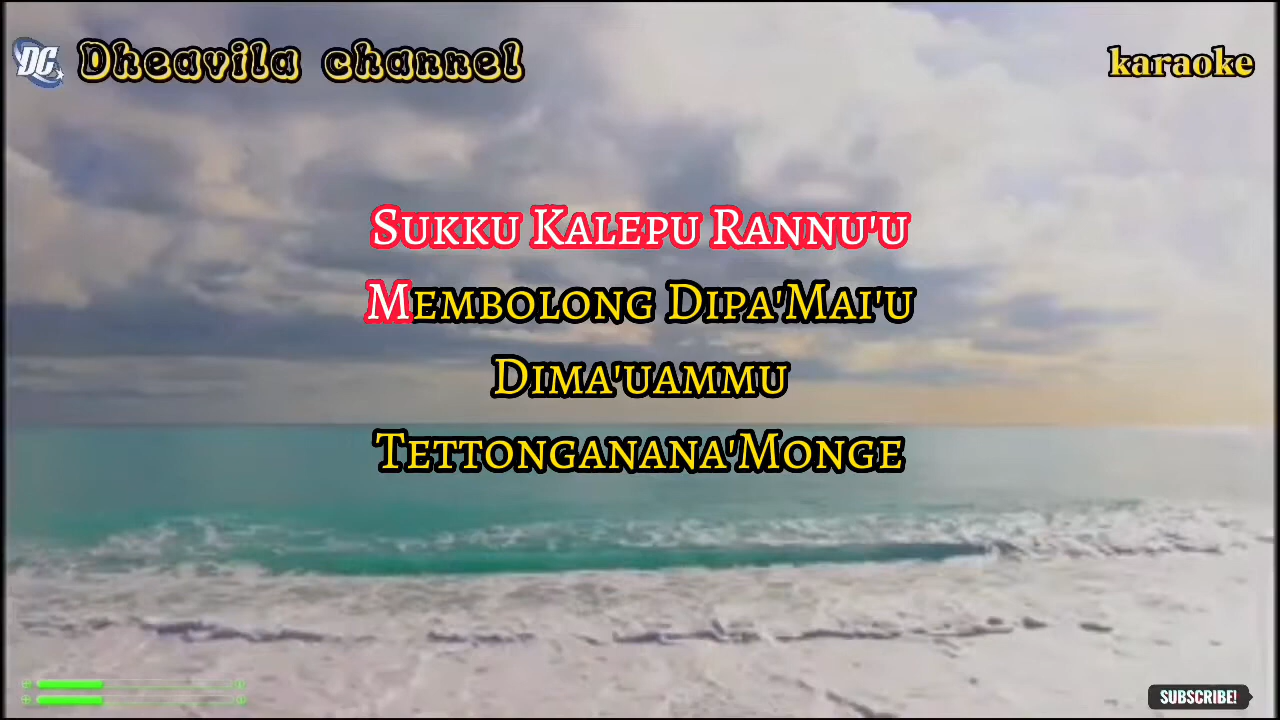 DC Dheavila channel
karaoke
Sukku Kalepu Rannu'u
Membolong Dipa'Mai'u
Dima'uammu
Tettonganana'Monge
SUBSCRIBE!